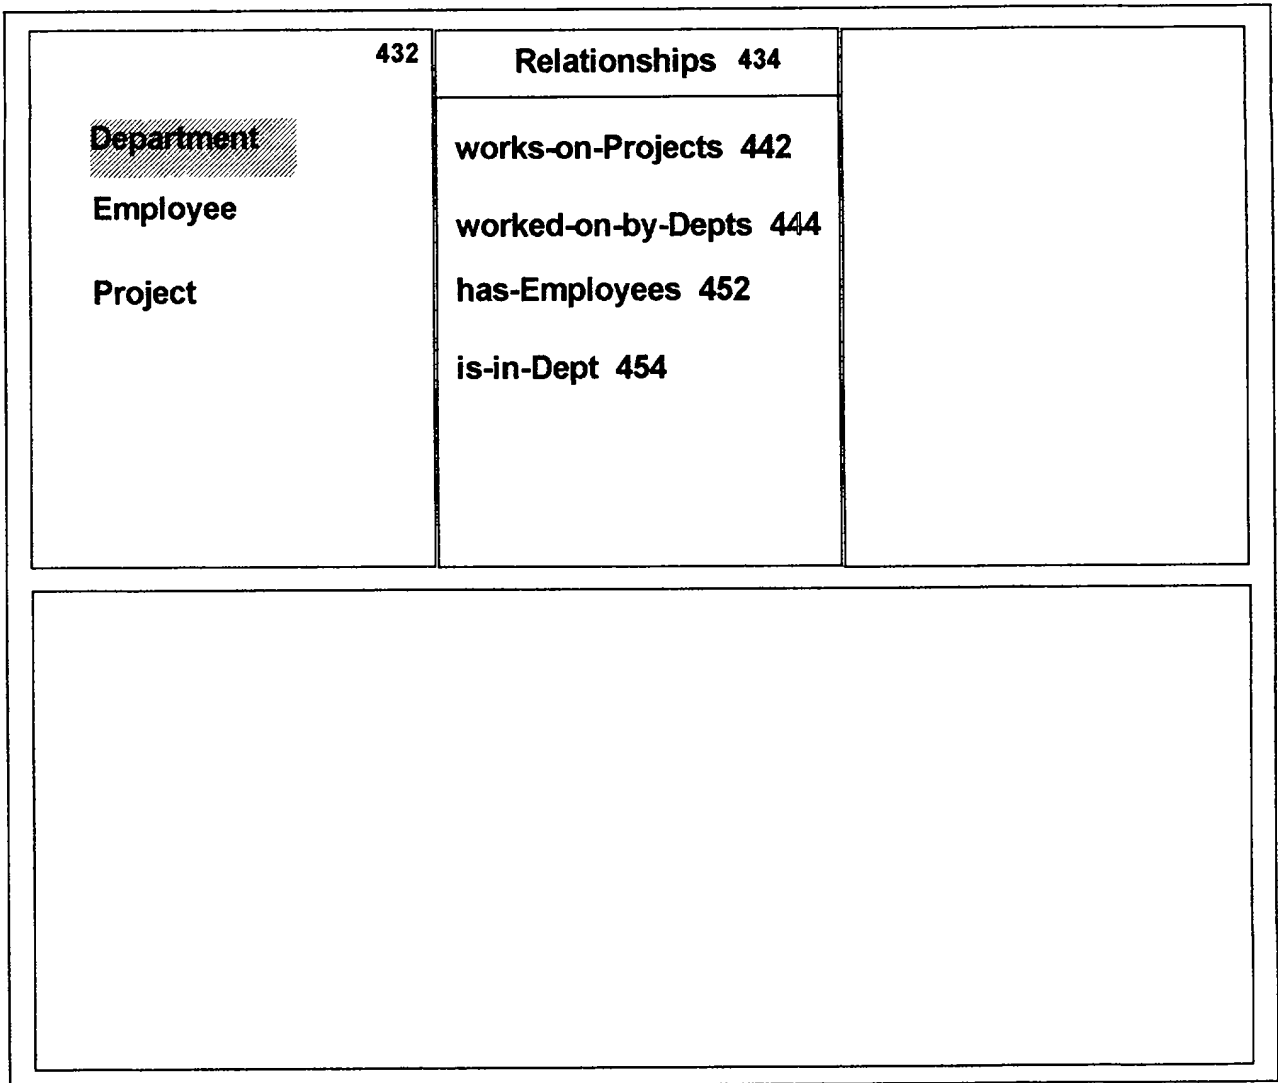 432
Department
Employee
Project
Relationships 434
works-on-Projects 442
worked-on-by-Depts 444
has-Employees 452
is-in-Dept 454